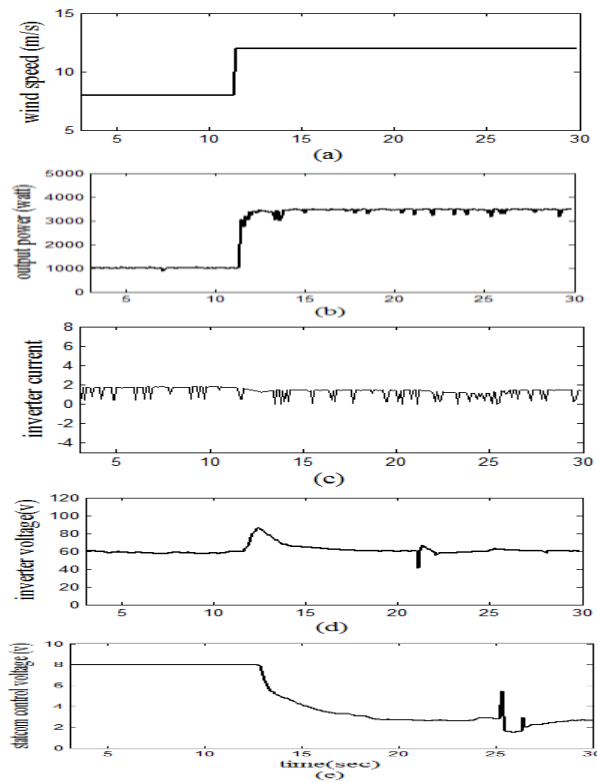 wind speed (m/s)
15
10
5
5 10 15 20 25 30
(a)
output power (watt)
5000
4000
3000
2000
1000
0
5 10 15 20 25 30
(b)
inverter current
8
6
4
2
0
-2
-4
5 10 15 20 25 30
(c)
inverter voltage(v)
120
100
80
60
40
20
0
5 10 15 20 25 30
(d)
statcom control voltage (v)
10
8
6
4
2
0
5 10 15 20 25 30
time(sec)
(e)